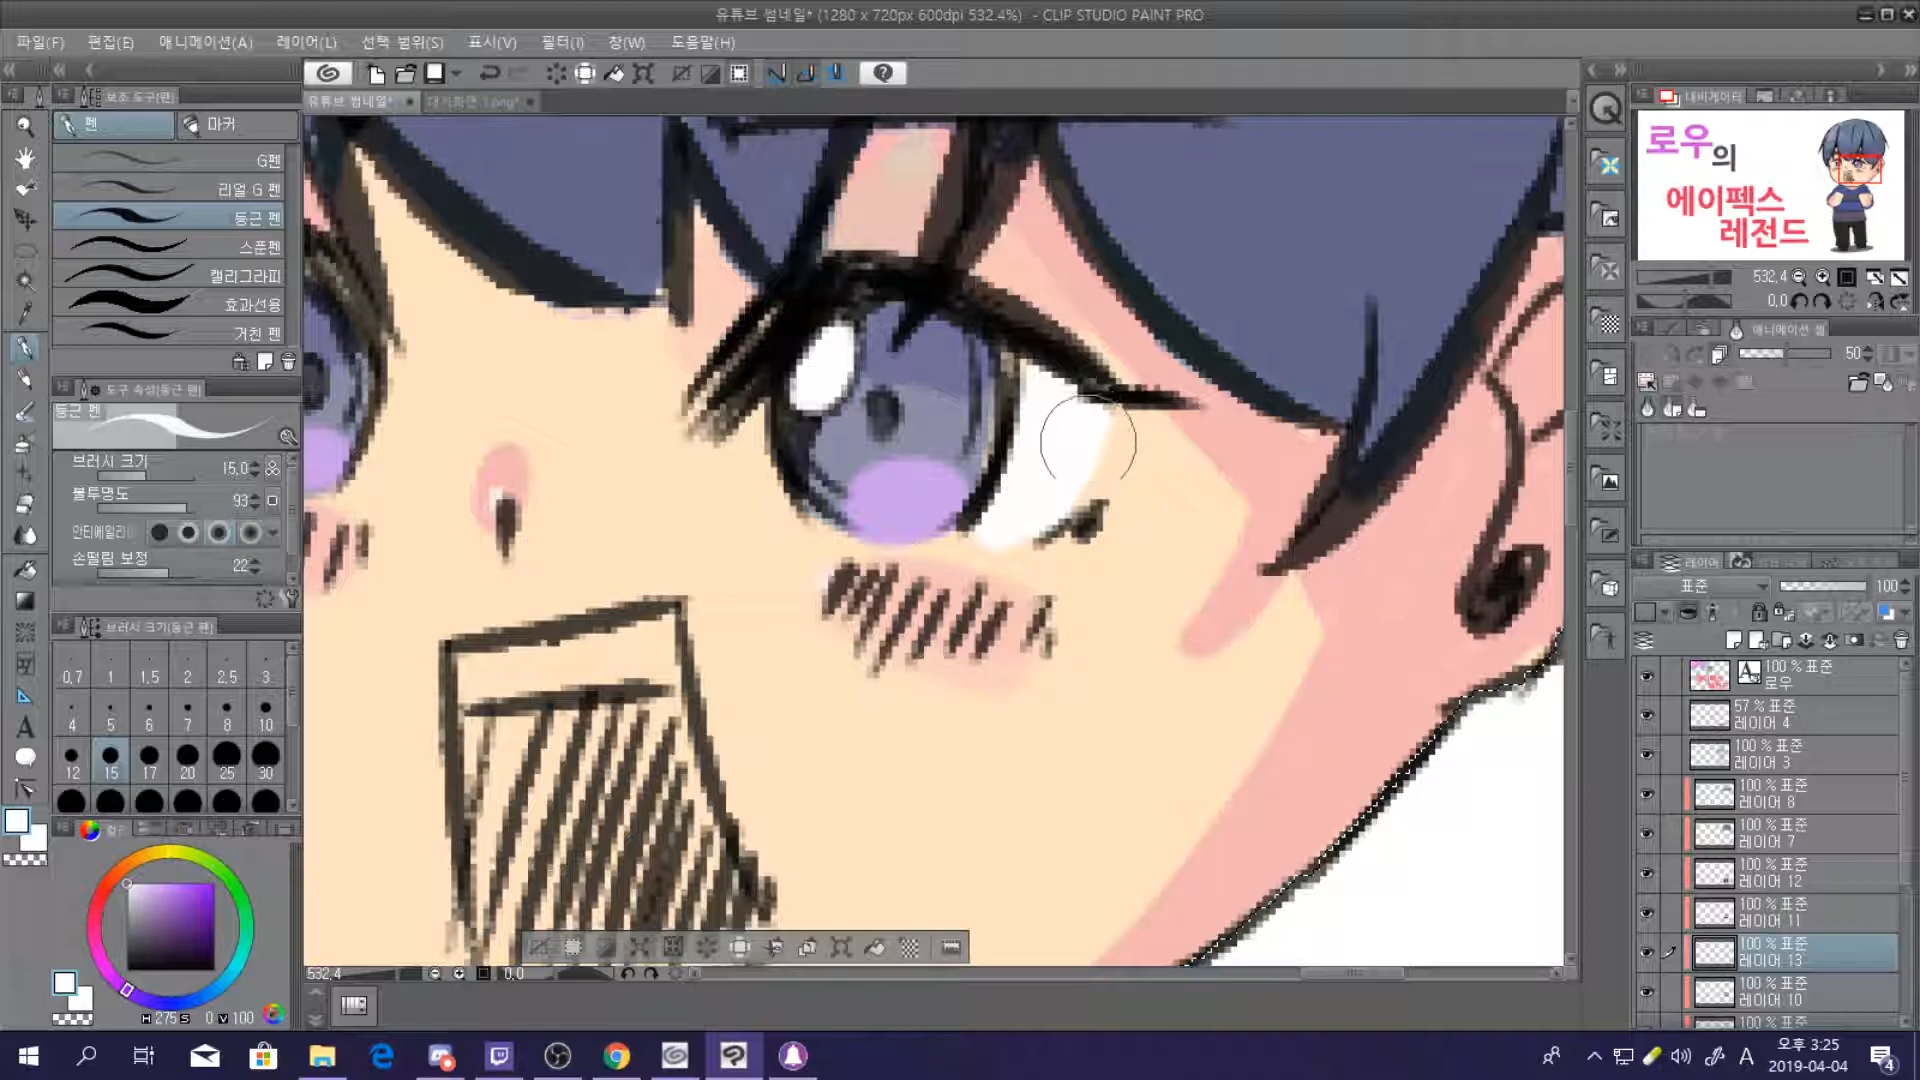 유튜브 썸네일* (1280 x 720px 600dpi 532.4%) - CLIP STUDIO PAINT PRO
파일(F) 편집(E) 애니메이션(A) 레이어(L) 선택 범위(S) 표시(V) 필터(I) 창(W) 도움말(H)
보조 도구[펜]
유튜브 썸네일*
내비게이터
펜
마커
G펜
리얼 G 펜
둥근 펜
스푼펜
캘리그라피
효과선용
거친 펜
로우의
에이펙스
레전드
532.4
0.0
애니메이션 셀
50
도구 속성[둥근 펜]
둥근 펜
브러시 크기 15.0
불투명도 93
손떨림 보정 22
레이어
표준 100
브러시 크기[둥근 펜]
0.7 1 1.5 2 2.5 3
4 5 6 7 8 10
12 15 17 20 25 30
100 % 표준
로우
57 % 표준
레이어 4
100 % 표준
레이어 3
100 % 표준
레이어 8
100 % 표준
레이어 7
100 % 표준
레이어 12
100 % 표준
레이어 11
100 % 표준
레이어 13
100 % 표준
레이어 10
100 % 표준
532.4 0.0
H 275 S 0 V 100
A
오후 3:25
2019-04-04
4